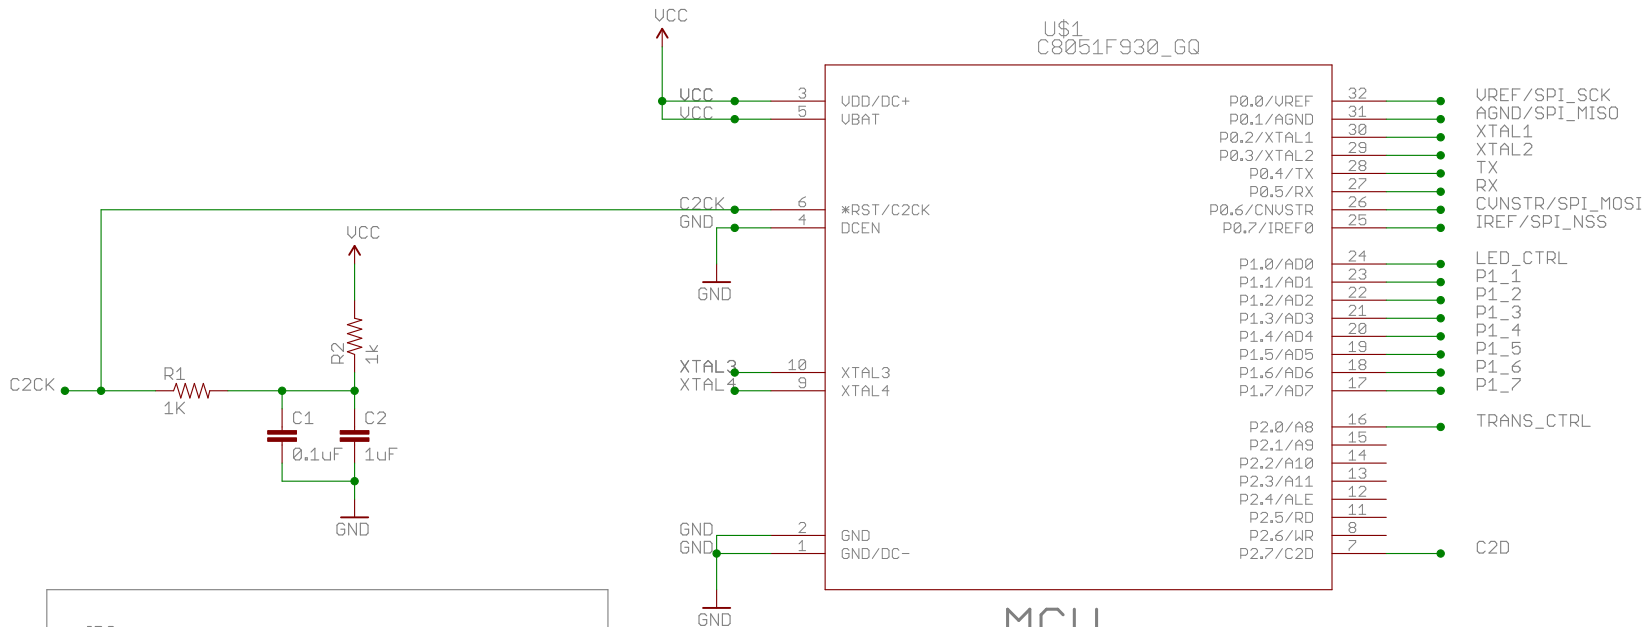 VCC
U$1
C8051F930_GQ
VCC 3 VDD/DC+
VCC 5 VBAT
C2CK 6 *RST/C2CK
GND 4 DCEN
GND
XTAL3 10 XTAL3
XTAL4 9 XTAL4
GND 2 GND
GND 1 GND/DC-
GND
P0.0/VREF 32 VREF/SPI_SCK
P0.1/AGND 31 AGND/SPI_MISO
P0.2/XTAL1 30 XTAL1
P0.3/XTAL2 29 XTAL2
P0.4/TX 28 TX
P0.5/RX 27 RX
P0.6/CNVSTR 26 CVNSTR/SPI_MOSI
P0.7/IREF0 25 IREF/SPI_NSS
P1.0/AD0 24 LED_CTRL
P1.1/AD1 23 P1_1
P1.2/AD2 22 P1_2
P1.3/AD3 21 P1_3
P1.4/AD4 20 P1_4
P1.5/AD5 19 P1_5
P1.6/AD6 18 P1_6
P1.7/AD7 17 P1_7
P2.0/A8 16 TRANS_CTRL
P2.1/A9 15
P2.2/A10 14
P2.3/A11 13
P2.4/ALE 12
P2.5/RD 11
P2.6/WR 8
P2.7/C2D 7 C2D
VCC
R2
1k
C2CK
R1
1K
C1
0.1uF
C2
1uF
GND
MCU